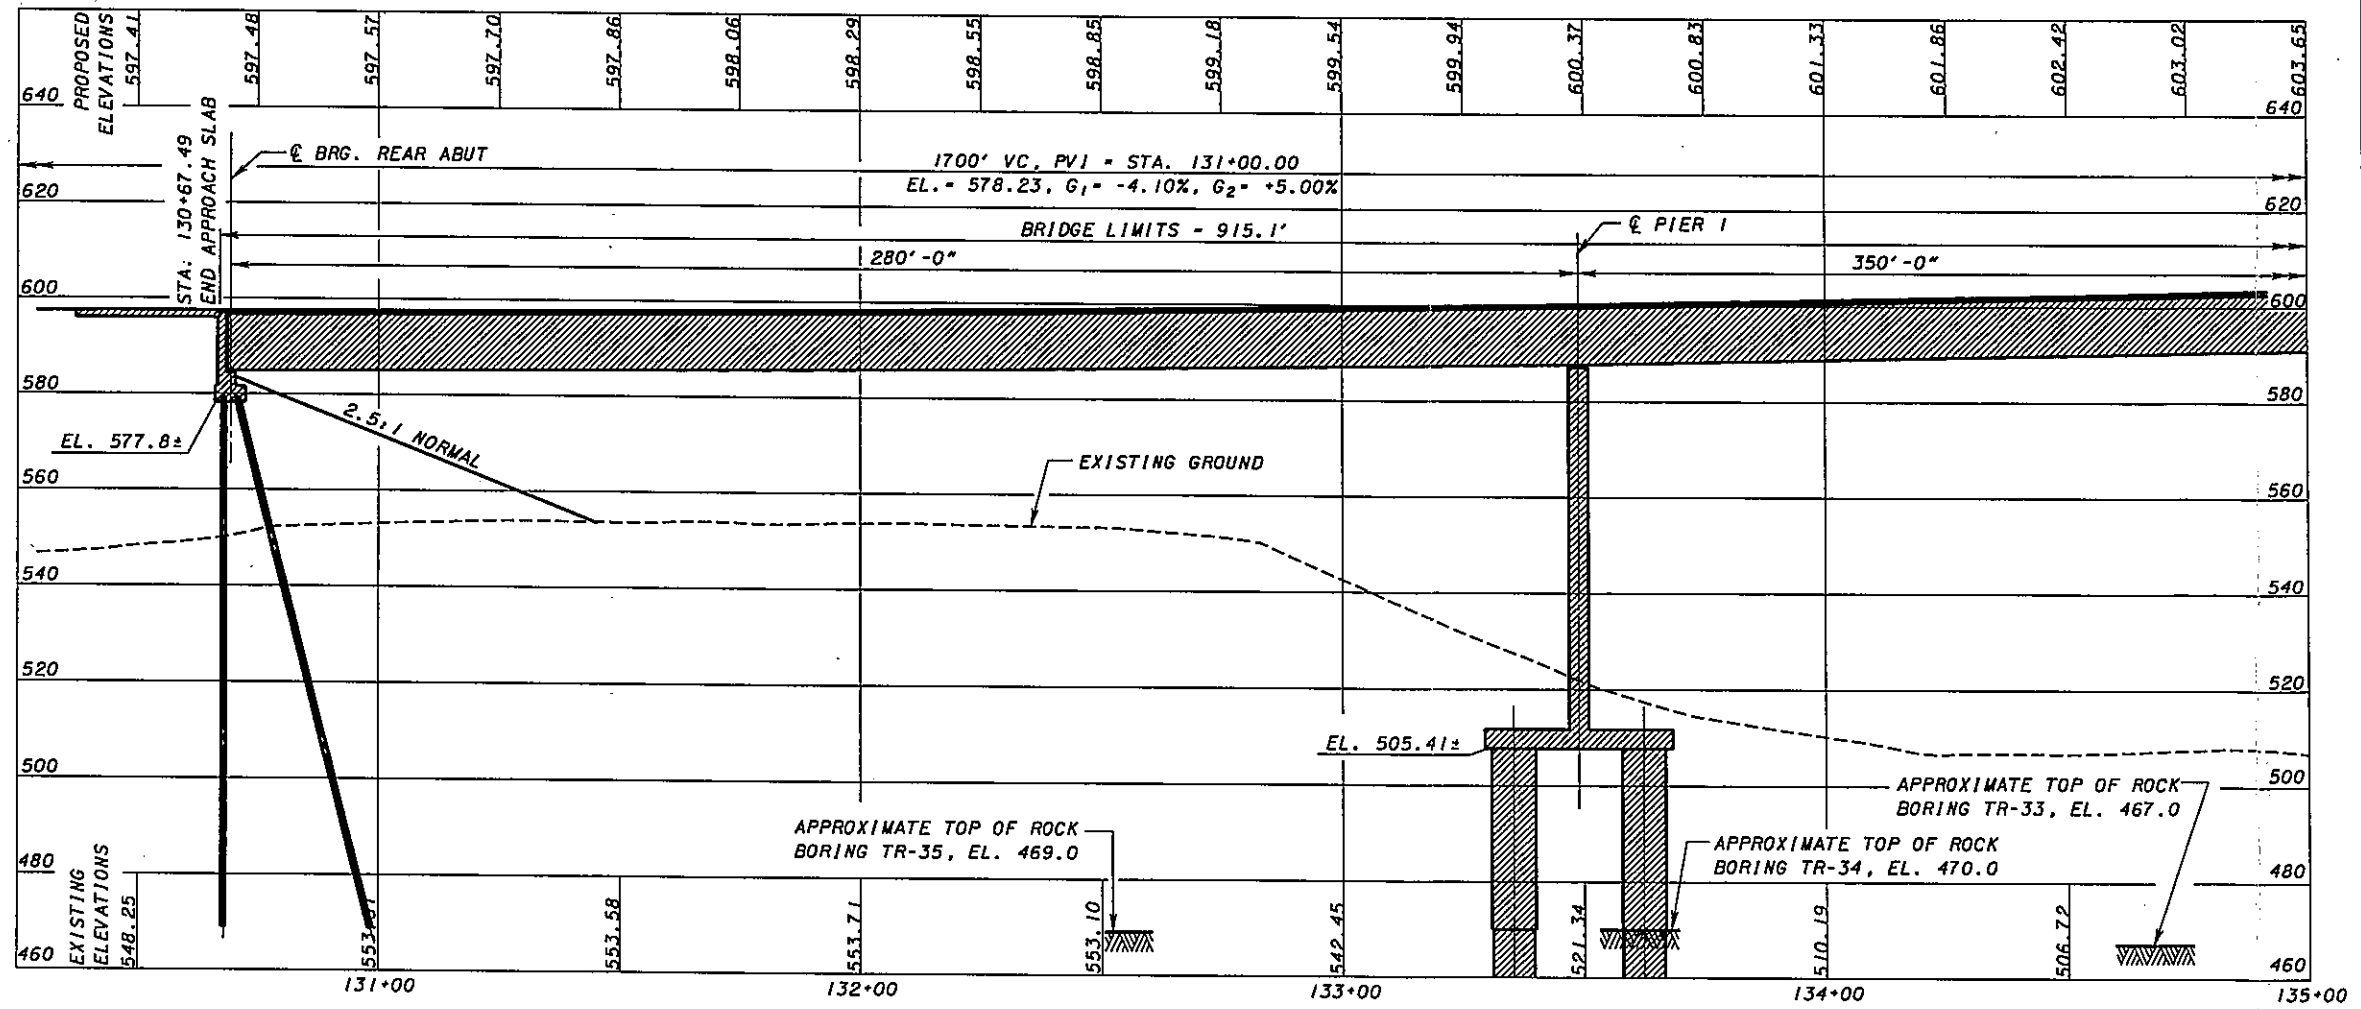 PROPOSED
ELEVATIONS
597.41
597.48
597.57
597.70
597.86
598.06
598.29
598.55
598.85
599.18
599.54
599.94
600.37
600.83
601.33
601.86
602.42
603.02
603.65
640
640
STA: 130+67.49
END APPROACH SLAB
℄ BRG. REAR ABUT
1700' VC, PVI = STA. 131+00.00
EL.= 578.23, G1= -4.10%, G2= +5.00%
620
620
BRIDGE LIMITS = 915.1'
℄ PIER 1
280'-0"
350'-0"
600
600
580
580
2.5:1 NORMAL
EL. 577.8±
EXISTING GROUND
560
560
540
540
520
520
EL. 505.41±
500
500
APPROXIMATE TOP OF ROCK
BORING TR-33, EL. 467.0
APPROXIMATE TOP OF ROCK
BORING TR-35, EL. 469.0
APPROXIMATE TOP OF ROCK
BORING TR-34, EL. 470.0
480
480
EXISTING
ELEVATIONS
548.25
553.58
553.71
553.10
542.45
521.34
510.19
506.72
460
460
131+00
132+00
133+00
134+00
135+00